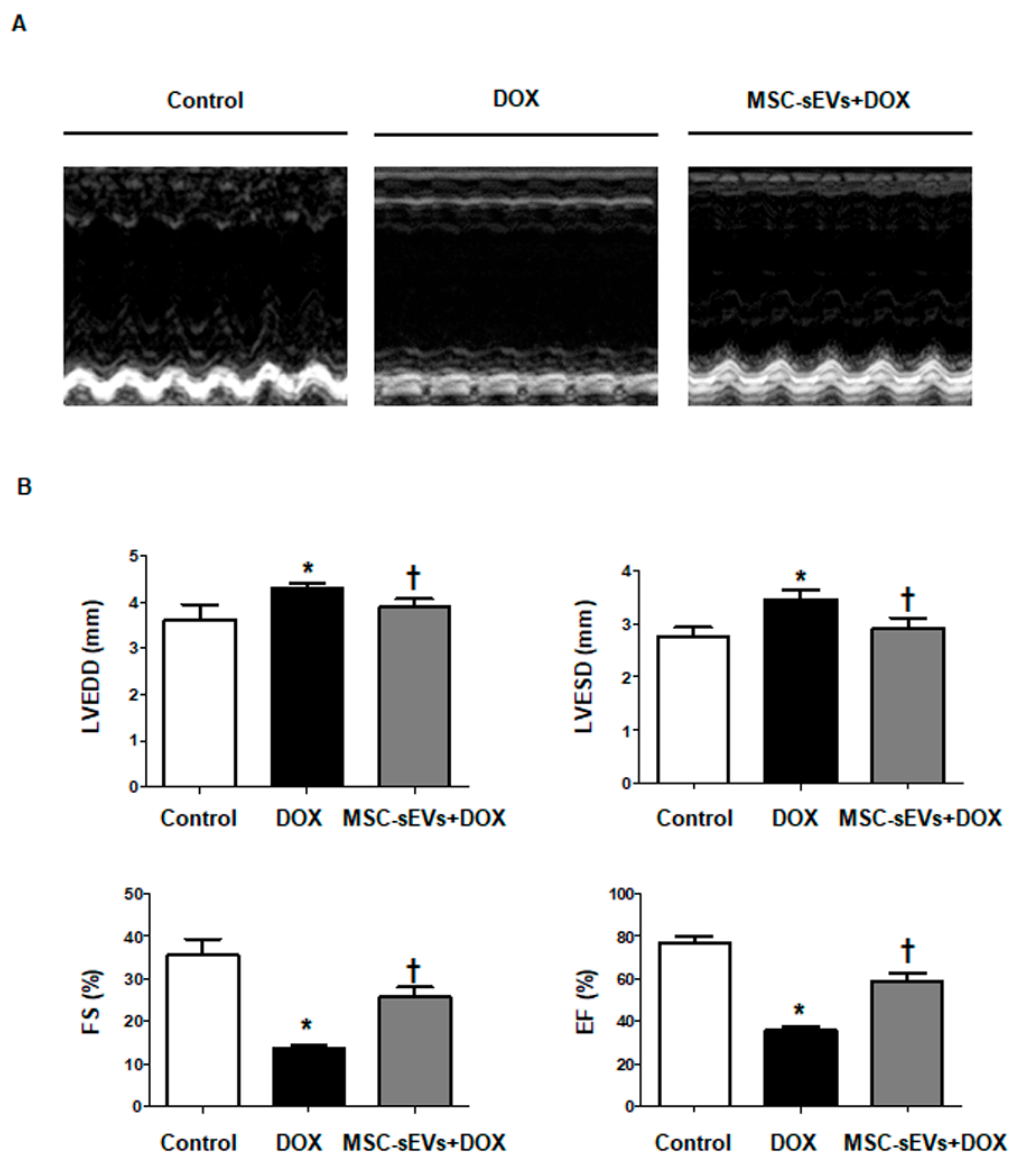 A
Control DOX MSC-sEVs+DOX
B
LVEDD (mm)
5
4
3
2
1
0
* †
Control DOX MSC-sEVs+DOX
LVESD (mm)
4
3
2
1
0
* †
Control DOX MSC-sEVs+DOX
FS (%)
50
40
30
20
10
0
* †
Control DOX MSC-sEVs+DOX
EF (%)
100
80
60
40
20
0
* †
Control DOX MSC-sEVs+DOX